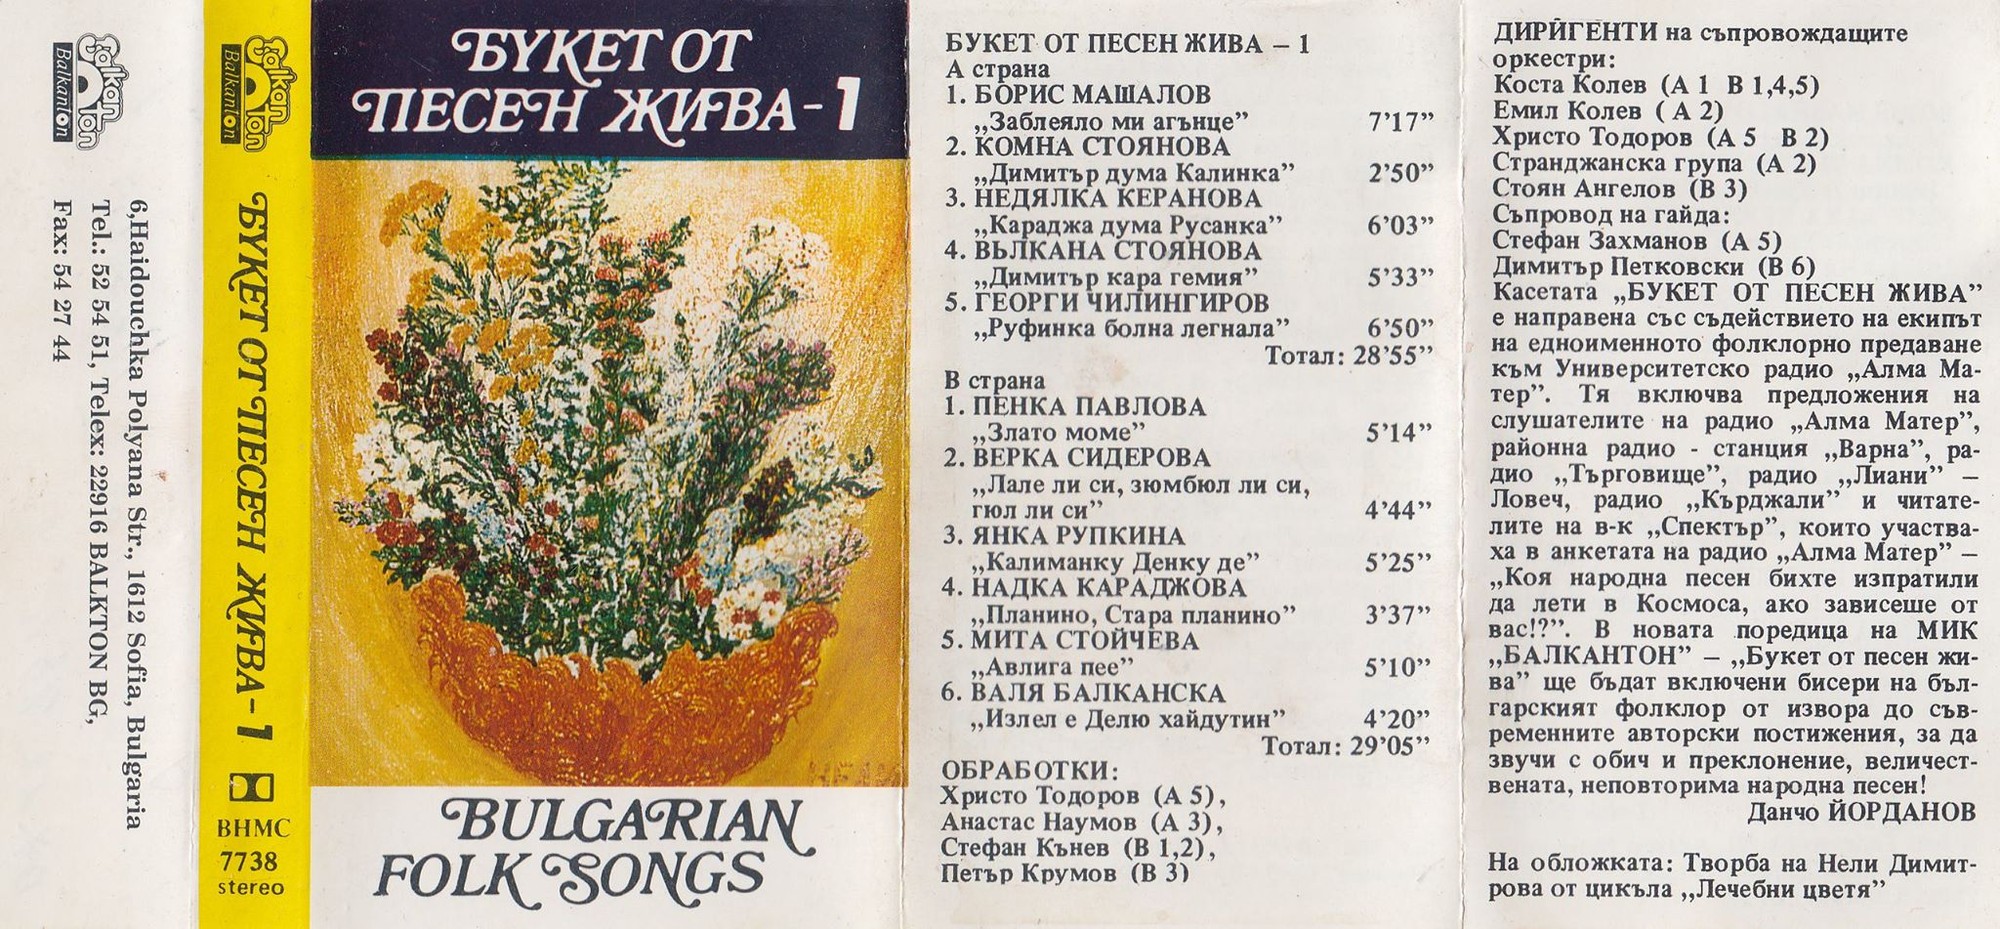 Balkanton
Balkanton
6,Haidouchka Polyana Str., 1612 Sofia, Bulgaria
Tel.: 52 54 51, Telex: 22916 BALKTON BG,
Fax: 54 27 44
Balkanton
Balkanton
БУКЕТ ОТ ПЕСЕН ЖИВА-1
BHMC
7738
stereo
БУКЕТ ОТ
ПЕСЕН ЖИВА-1
BULGARIAN
FOLK SONGS
БУКЕТ ОТ ПЕСЕН ЖИВА – 1
А страна
1. БОРИС МАШАЛОВ
„Заблеяло ми агънце” 7’17”
2. КОМНА СТОЯНОВА
„Димитър дума Калинка” 2’50”
3. НЕДЯЛКА КЕРАНОВА
„Караджа дума Русанка” 6’03”
4. ВЪЛКАНА СТОЯНОВА
„Димитър кара гемия” 5’33”
5. ГЕОРГИ ЧИЛИНГИРОВ
„Руфинка болна легнала” 6’50”
Тотал: 28’55”
В страна
1. ПЕНКА ПАВЛОВА
„Злато моме” 5’14”
2. ВЕРКА СИДЕРОВА
„Лале ли си, зюмбюл ли си,
гюл ли си” 4’44”
3. ЯНКА РУПКИНА
„Калиманку Денку де” 5’25”
4. НАДКА КАРАДЖОВА
„Планино, Стара планино” 3’37”
5. МИТА СТОЙЧЕВА
„Авлига пее” 5’10”
6. ВАЛЯ БАЛКАНСКА
„Излел е Делю хайдутин” 4’20”
Тотал: 29’05”
ОБРАБОТКИ:
Христо Тодоров (А 5),
Анастас Наумов (А 3),
Стефан Кънев (В 1,2),
Петър Крумов (В 3)
ДИРИГЕНТИ на съпровождащите
оркестри:
Коста Колев (А 1 В 1,4,5)
Емил Колев ( А 2)
Христо Тодоров (А 5 В 2)
Странджанска група (А 2)
Стоян Ангелов (В 3)
Съпровод на гайда:
Стефан Захманов (А 5)
Димитър Петковски (В 6)
Касетата „БУКЕТ ОТ ПЕСЕН ЖИВА”
е направена със съдействието на екипът
на едноименното фолклорно предаване
към Университетско радио „Алма Ма-
тер”. Тя включва предложения на
слушателите на радио „Алма Матер”,
районна радио - станция „Варна”, ра-
дио „Търговище”, радио „Лиани” –
Ловеч, радио „Кърджали” и читате-
лите на в-к „Спектър”, които участва-
ха в анкетата на радио „Алма Матер” –
„Коя народна песен бихте изпратили
да лети в Космоса, ако зависеше от
вас!?”. В новата поредица на МИК
„БАЛКАНТОН” – „Букет от песен жи-
ва” ще бъдат включени бисери на бъл-
гарският фолклор от извора до съв-
ременните авторски постижения, за да
звучи с обич и преклонение, величест-
вената, неповторима народна песен!
Данчо ЙОРДАНОВ
На обложката: Творба на Нели Димит-
рова от цикъла „Лечебни цветя”